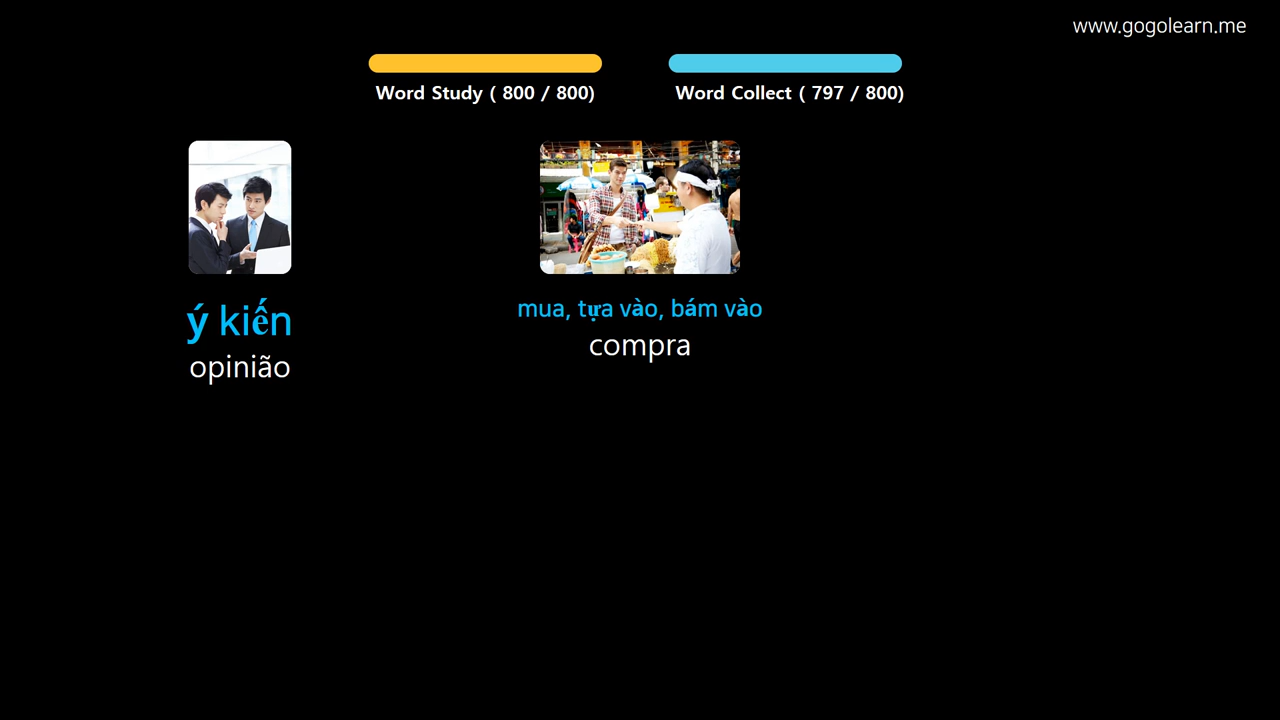 www.gogolearn.me
Word Study ( 800 / 800)
Word Collect ( 797 / 800)
ý kiến
opinião
mua, tựa vào, bám vào
compra